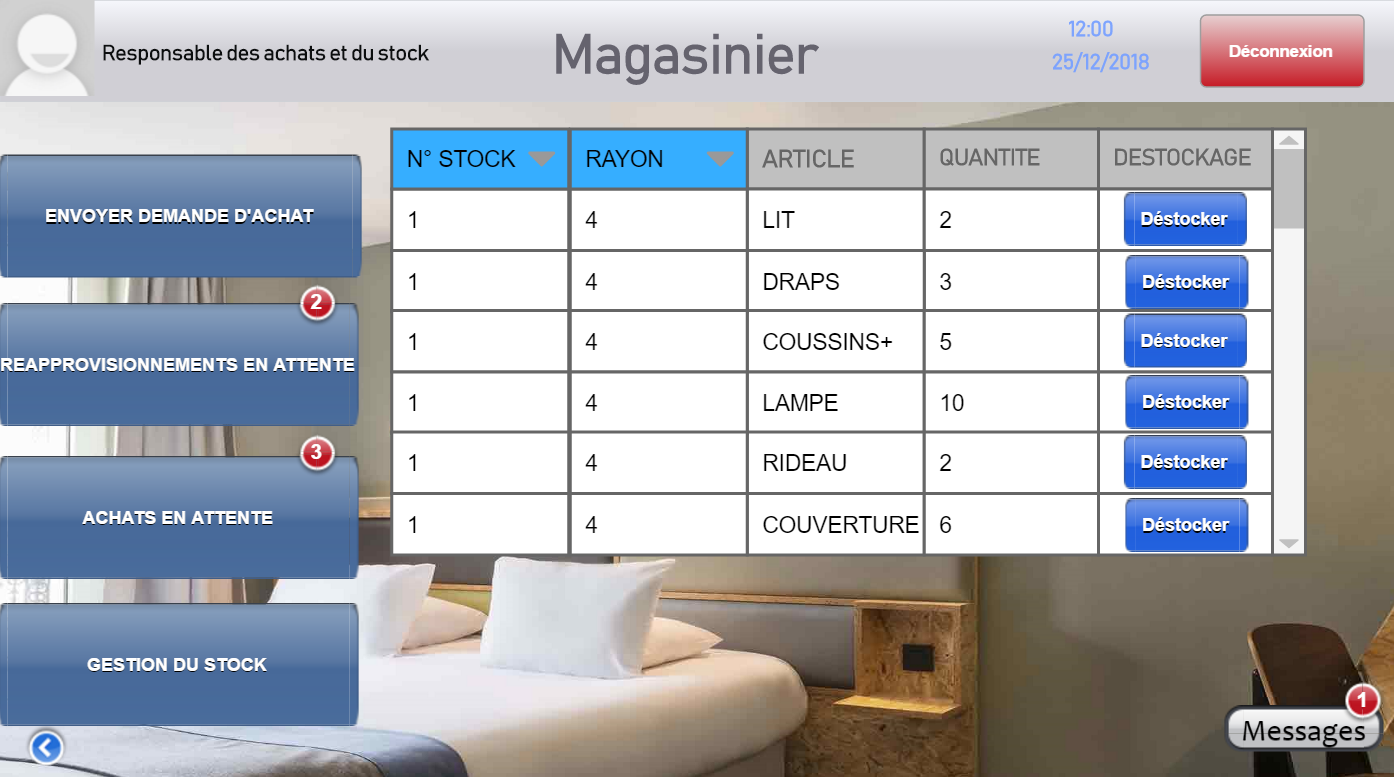 Responsable des achats et du stock
Magasinier
12:00
25/12/2018
Déconnexion
ENVOYER DEMANDE D'ACHAT
2
REAPPROVISIONNEMENTS EN ATTENTE
3
ACHATS EN ATTENTE
GESTION DU STOCK
N° STOCK RAYON ARTICLE QUANTITE DESTOCKAGE
1 4 LIT 2 Déstocker
1 4 DRAPS 3 Déstocker
1 4 COUSSINS+ 5 Déstocker
1 4 LAMPE 10 Déstocker
1 4 RIDEAU 2 Déstocker
1 4 COUVERTURE 6 Déstocker
1
Messages